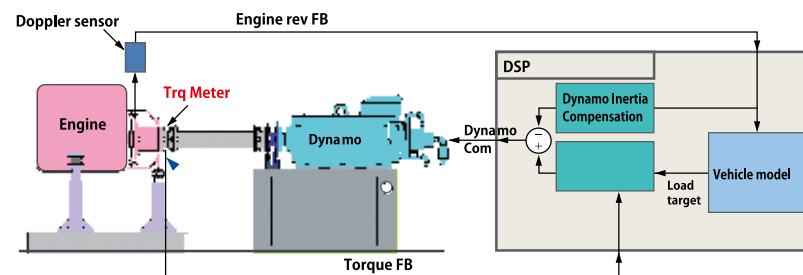 Doppler sensor
Engine rev FB
DSP
Trq Meter
Engine
Dynamo
Dynamo
Com
−
+
Dynamo Inertia
Compensation
Load
target
Vehicle model
Torque FB